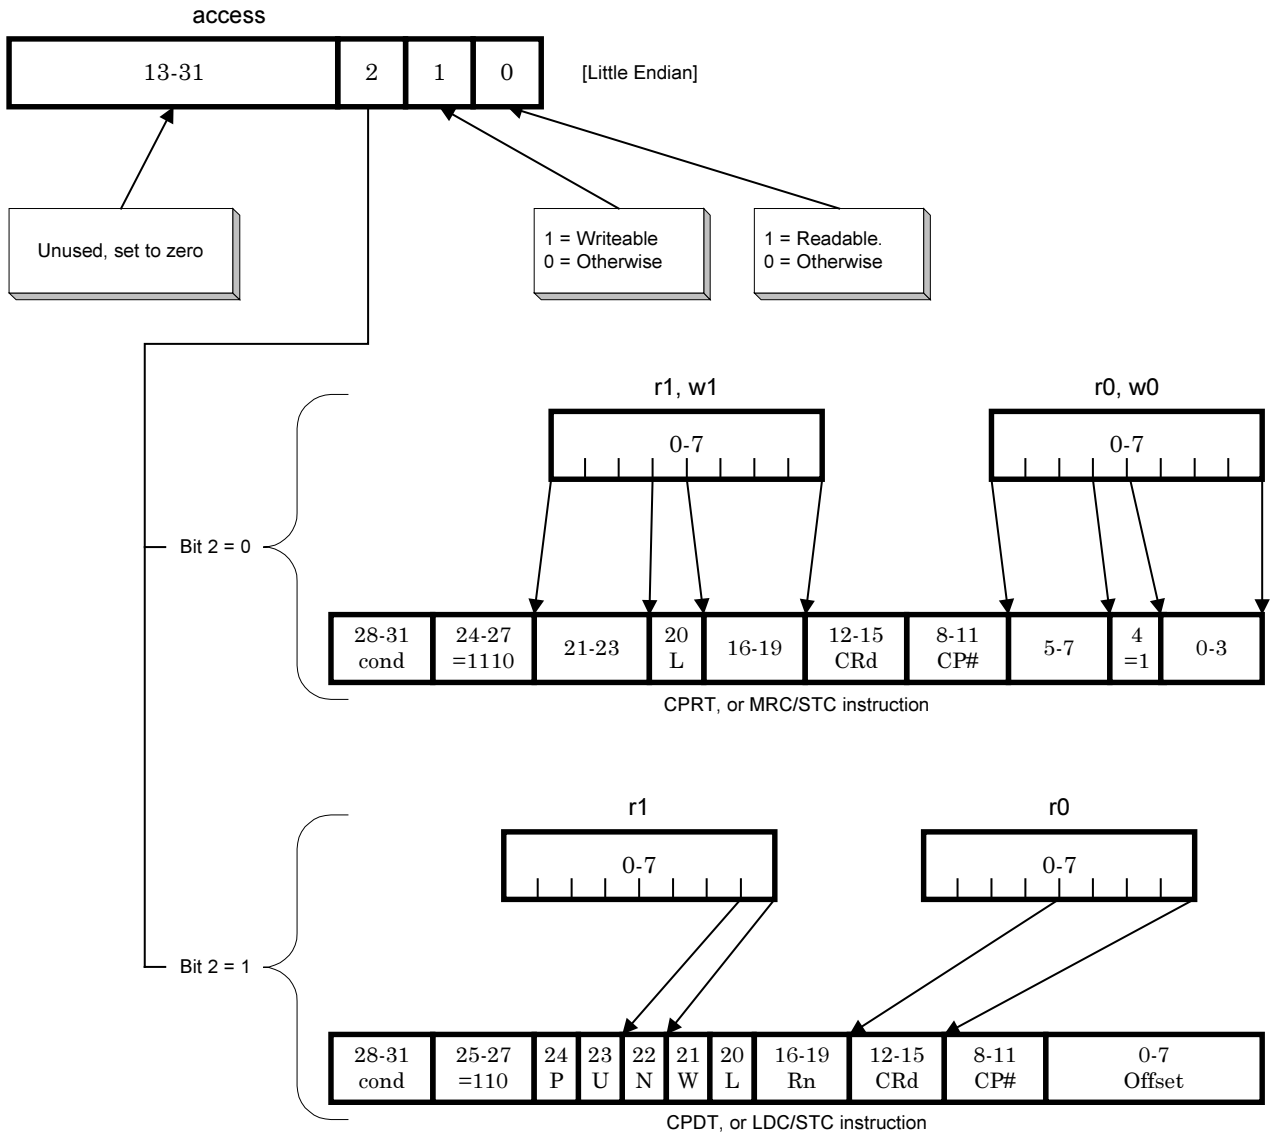 access
13-31
2
1
0
[Little Endian]
Unused, set to zero
1 = Writeable
0 = Otherwise
1 = Readable.
0 = Otherwise
r1, w1
r0, w0
0-7
0-7
Bit 2 = 0
28-31
cond
24-27
=1110
21-23
20
L
16-19
12-15
CRd
8-11
CP#
5-7
4
=1
0-3
CPRT, or MRC/STC instruction
r1
r0
0-7
0-7
Bit 2 = 1
28-31
cond
25-27
=110
24
P
23
U
22
N
21
W
20
L
16-19
Rn
12-15
CRd
8-11
CP#
0-7
Offset
CPDT, or LDC/STC instruction